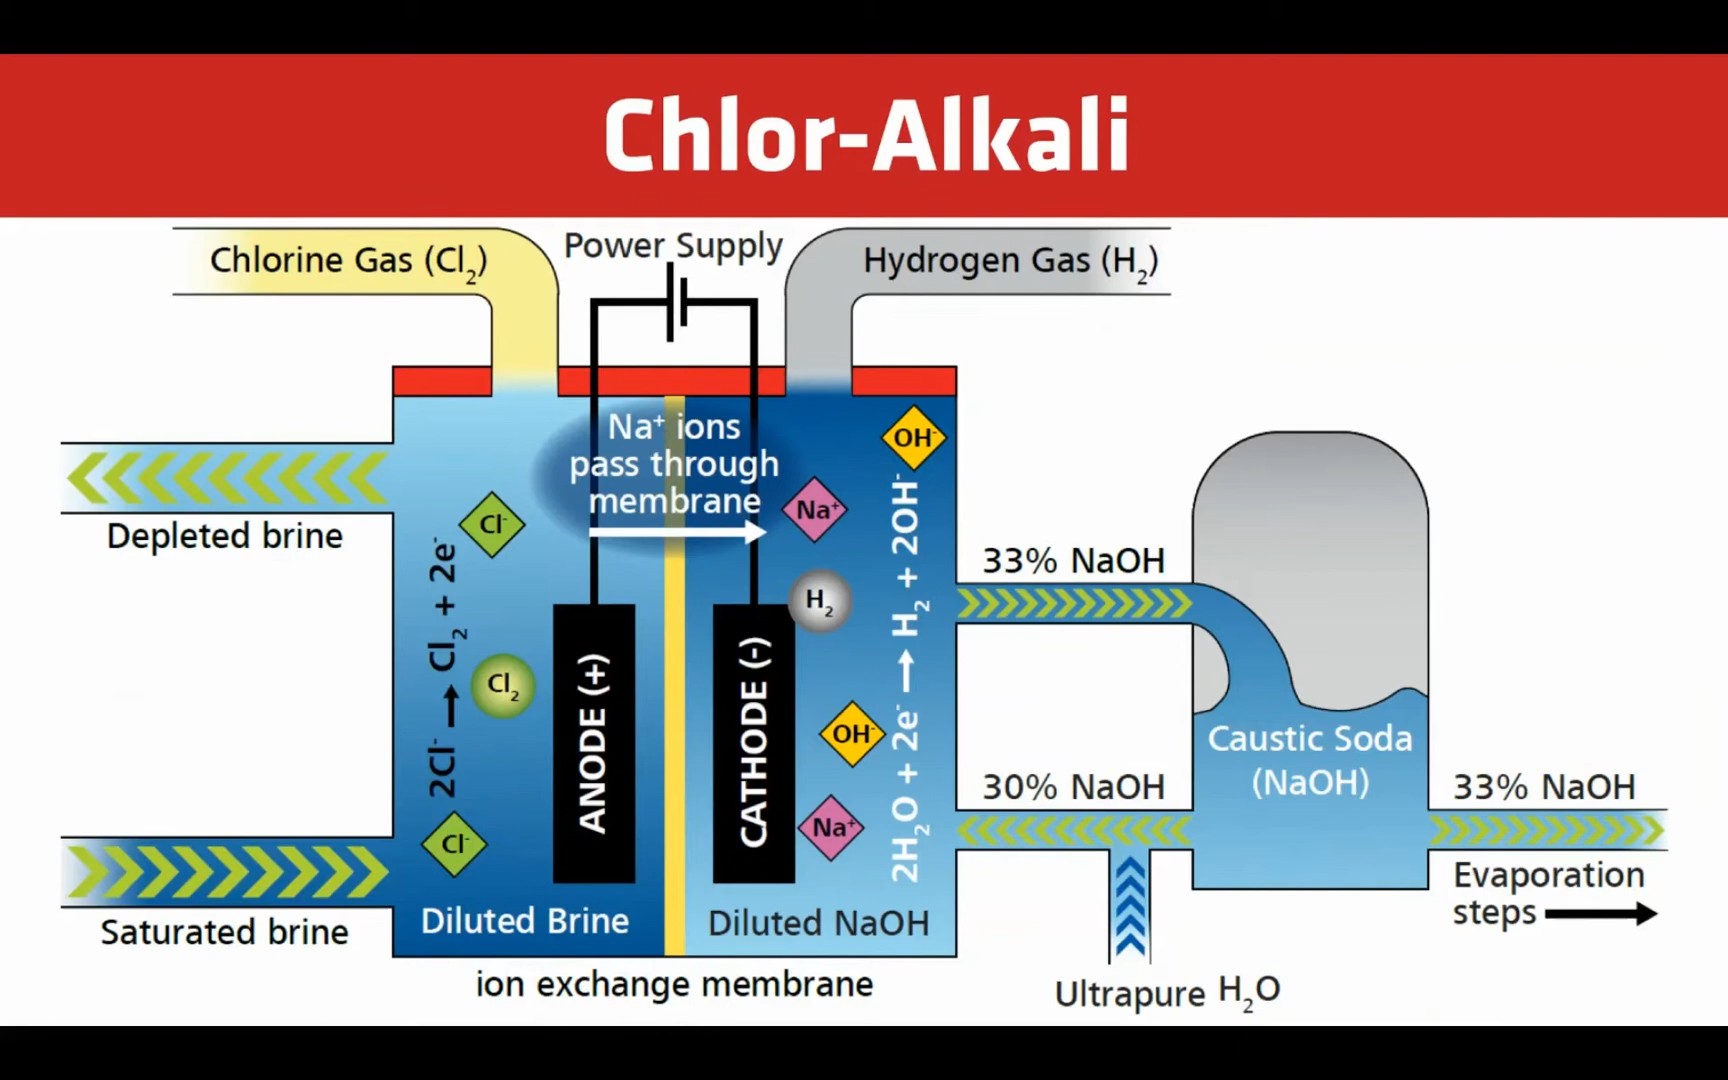 Chlor-Alkali
Chlorine Gas (Cl₂)
Power Supply
Hydrogen Gas (H₂)
Na⁺ ions
pass through
membrane
OH⁻
Na⁺
Cl⁻
Depleted brine
2Cl⁻ → Cl₂ + 2e⁻
2H₂O + 2e⁻ → H₂ + 2OH⁻
33% NaOH
H₂
Cl₂
ANODE (+)
CATHODE (-)
OH⁻
Caustic Soda
(NaOH)
30% NaOH
33% NaOH
Na⁺
Cl⁻
Evaporation
steps
Saturated brine
Diluted Brine
Diluted NaOH
ion exchange membrane
Ultrapure H₂O